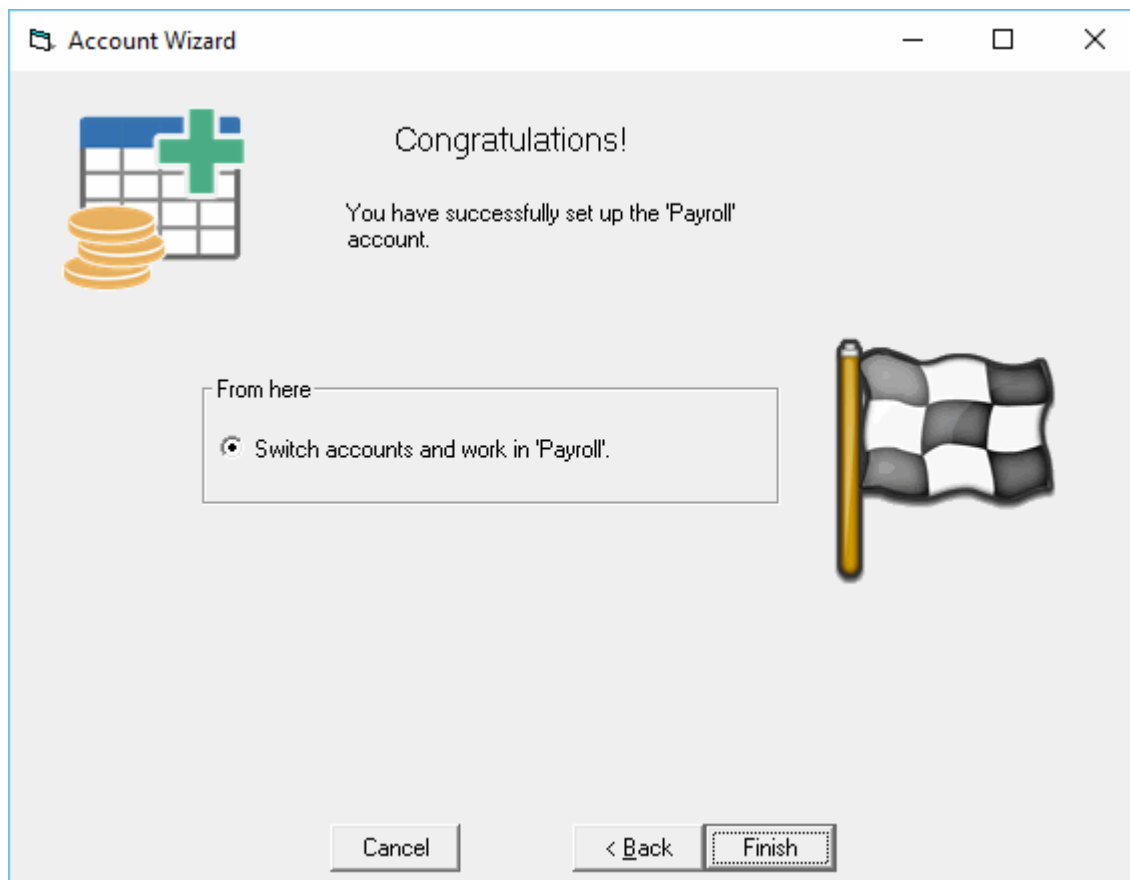 Account Wizard
Congratulations!
You have successfully set up the 'Payroll'
account.
From here
Switch accounts and work in 'Payroll'.
Cancel
< Back
Finish